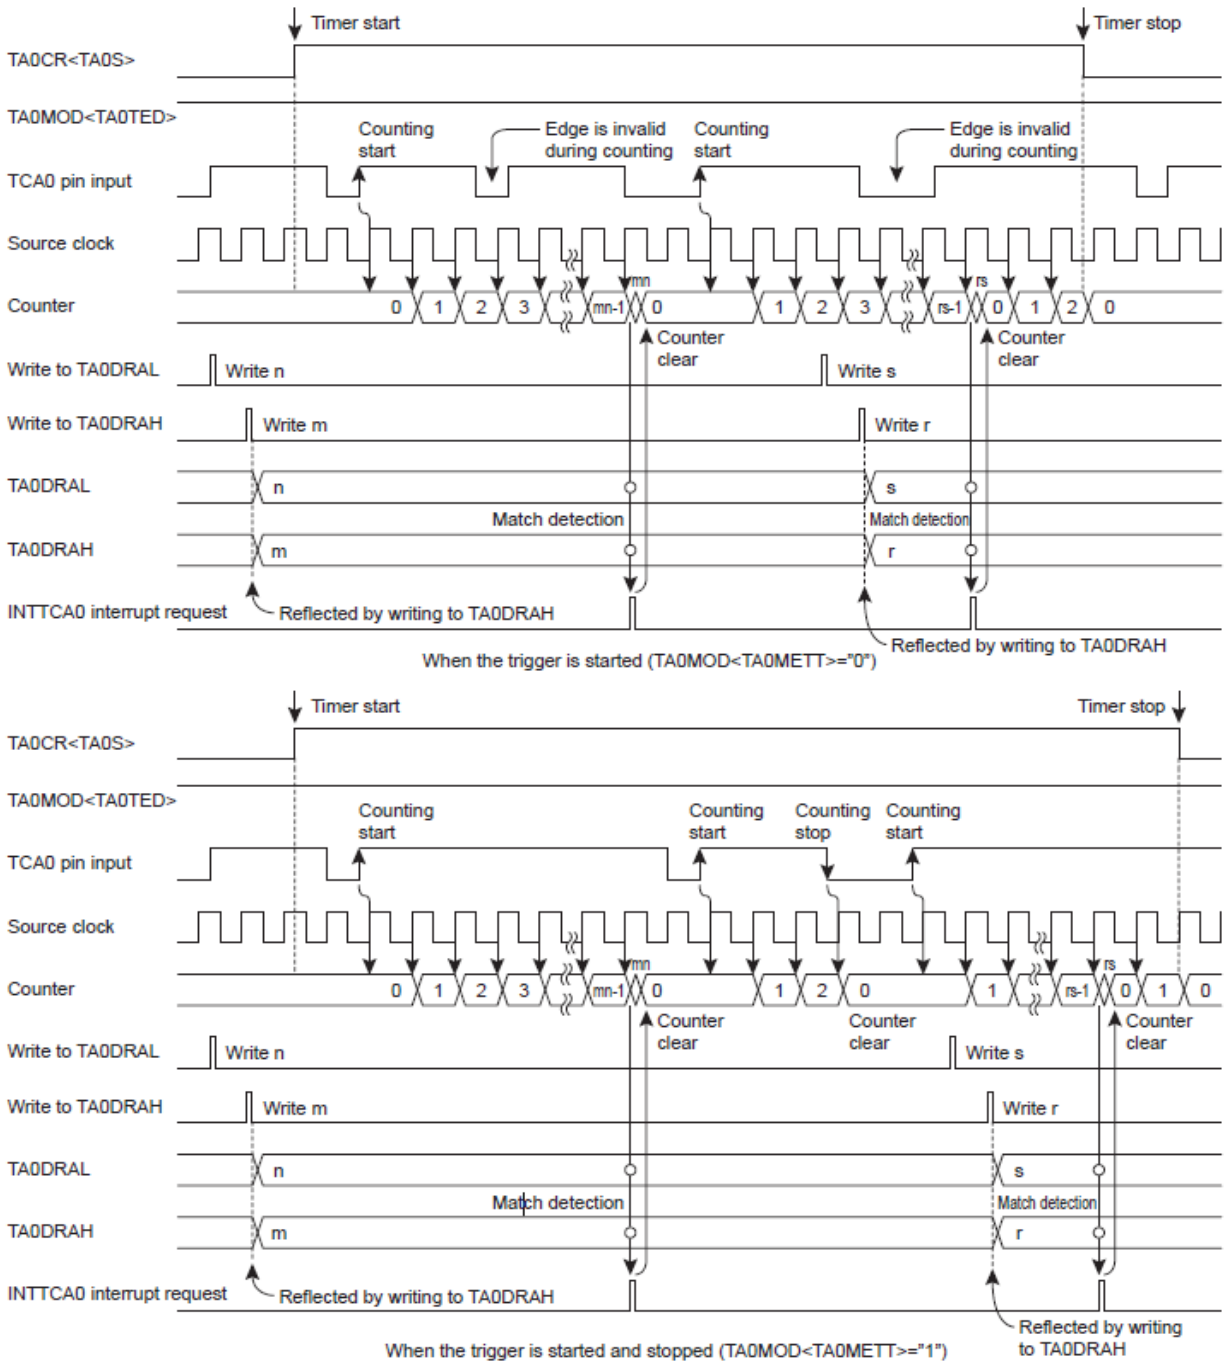 Timer start
Timer stop
TA0CR<TA0S>
TA0MOD<TA0TED>
Counting start
Edge is invalid during counting
Counting start
Edge is invalid during counting
TCA0 pin input
Source clock
mn
rs
Counter
0 1 2 3 mn-1 0 1 2 3 rs-1 0 1 2 0
Counter clear
Counter clear
Write to TA0DRAL
Write n
Write s
Write to TA0DRAH
Write m
Write r
TA0DRAL
n
s
Match detection
Match detection
TA0DRAH
m
r
INTTCA0 interrupt request
Reflected by writing to TA0DRAH
Reflected by writing to TA0DRAH
When the trigger is started (TA0MOD<TA0METT>="0")
Timer start
Timer stop
TA0CR<TA0S>
TA0MOD<TA0TED>
Counting start
Counting start
Counting stop
Counting start
TCA0 pin input
Source clock
mn
rs
Counter
0 1 2 3 mn-1 0 1 2 0 1 rs-1 0 1 0
Counter clear
Counter clear
Counter clear
Write to TA0DRAL
Write n
Write s
Write to TA0DRAH
Write m
Write r
TA0DRAL
n
s
Match detection
Match detection
TA0DRAH
m
r
INTTCA0 interrupt request
Reflected by writing to TA0DRAH
Reflected by writing
to TA0DRAH
When the trigger is started and stopped (TA0MOD<TA0METT>="1")